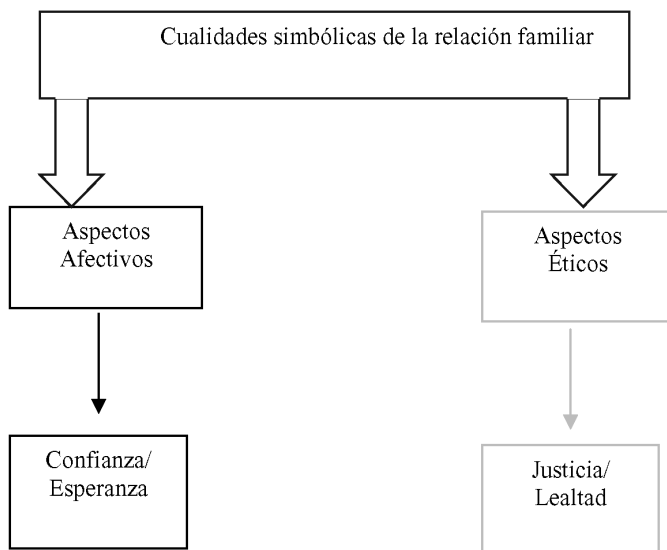 Cualidades simbólicas de la relación familiar
Aspectos
Afectivos
Aspectos
Éticos
Confianza/
Esperanza
Justicia/
Lealtad